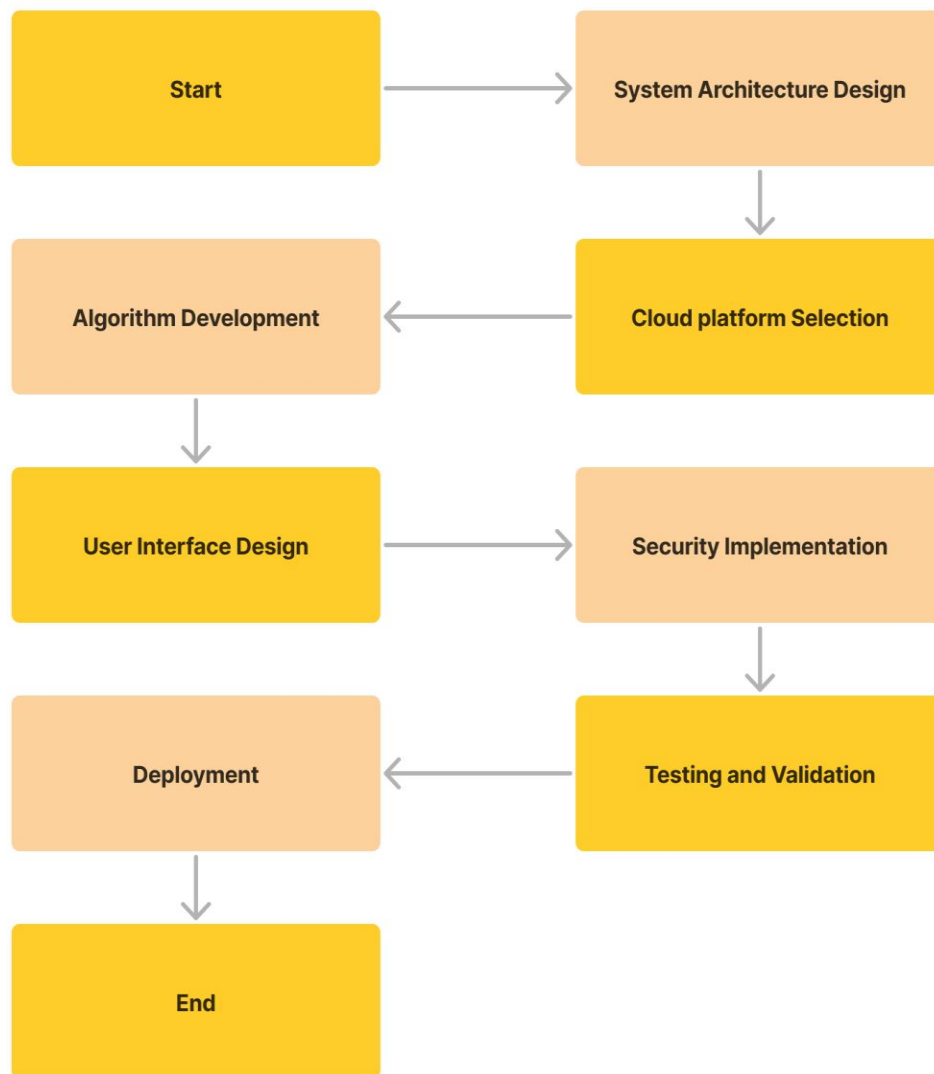 Start
System Architecture Design
Algorithm Development
Cloud platform Selection
User Interface Design
Security Implementation
Deployment
Testing and Validation
End